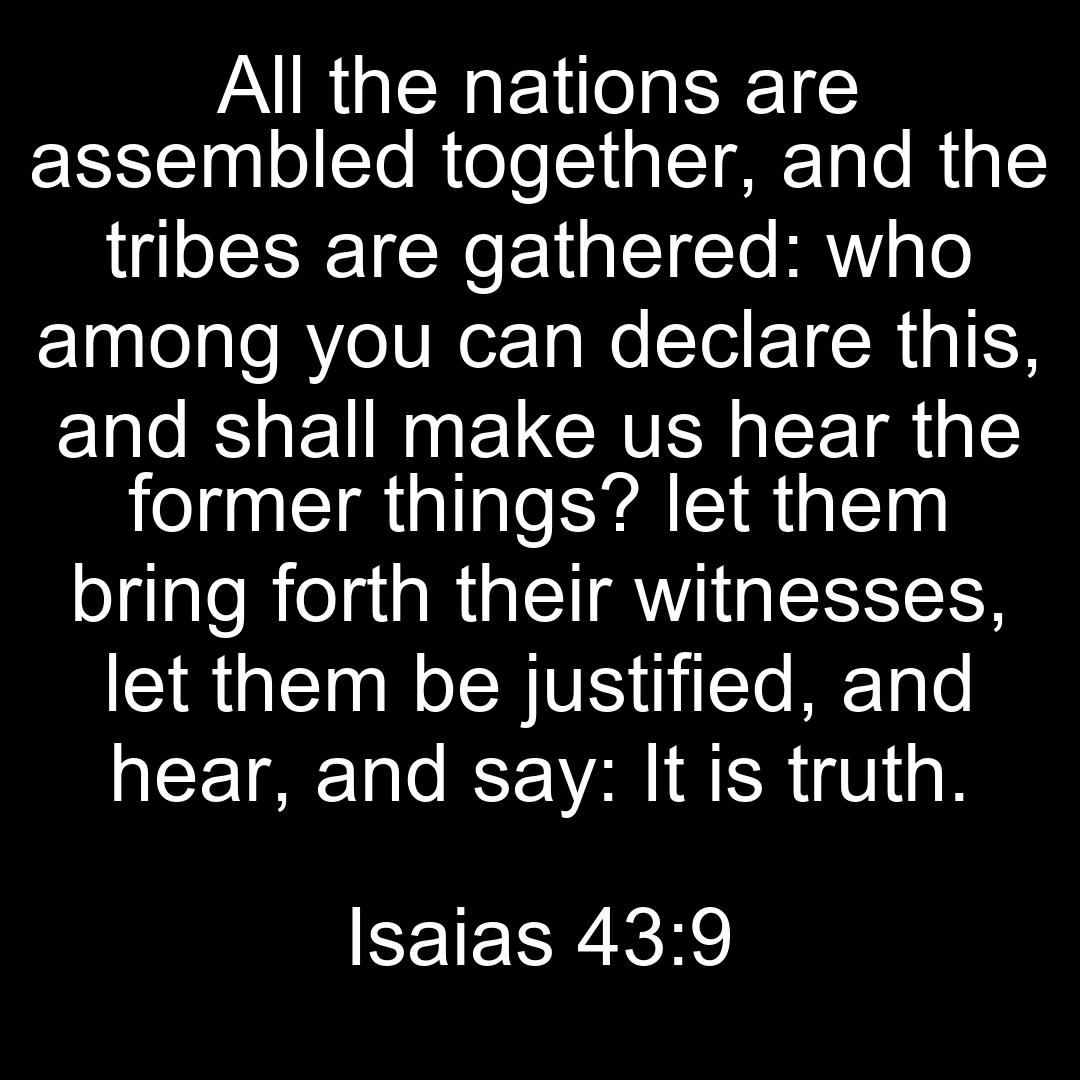 All the nations are
assembled together, and the
tribes are gathered: who
among you can declare this,
and shall make us hear the
former things? let them
bring forth their witnesses,
let them be justified, and
hear, and say: It is truth.
Isaias 43:9